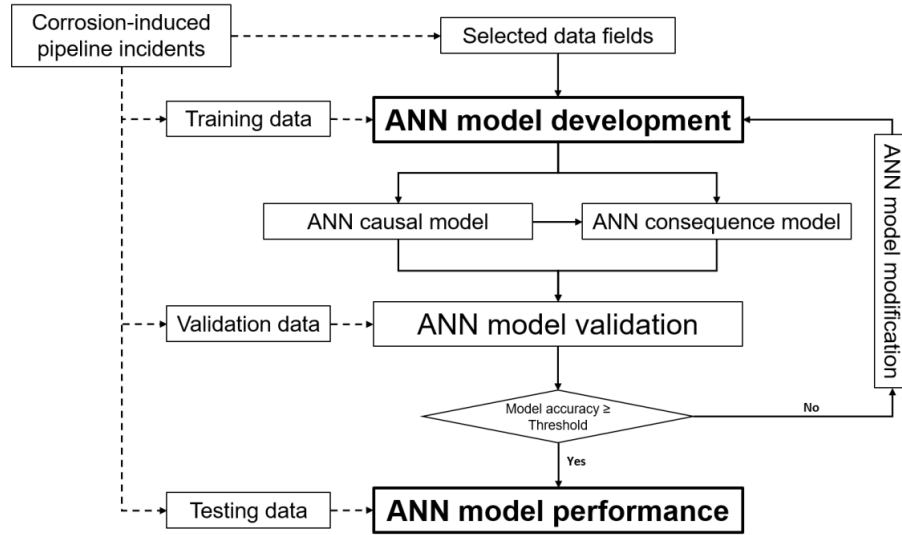 Corrosion-induced
pipeline incidents
Selected data fields
Training data
ANN model development
ANN causal model
ANN consequence model
ANN model modification
Validation data
ANN model validation
Model accuracy ≥
Threshold
No
Yes
Testing data
ANN model performance